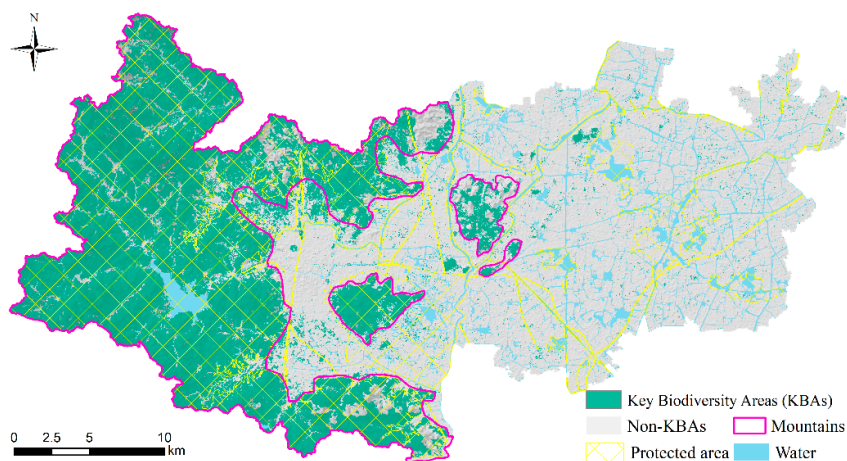 N
Key Biodiversity Areas (KBAs)
Non-KBAs Mountains
Protected area Water
0 2.5 5 10
km